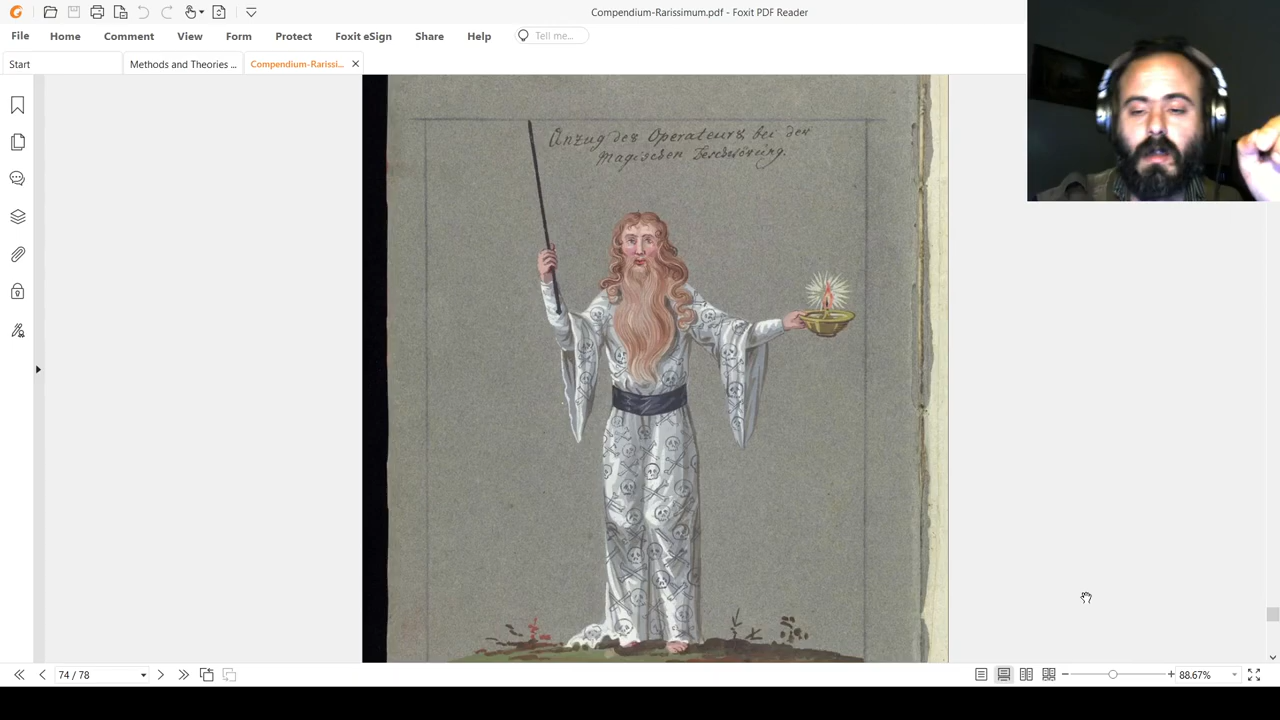 Compendium-Rarissimum.pdf - Foxit PDF Reader
File Home Comment View Form Protect Foxit eSign Share Help Tell me...
Start Methods and Theories ... Compendium-Rarissi...
Anzug des Operateurs bei der
Magischen Beschwörung.
74 / 78
88.67%